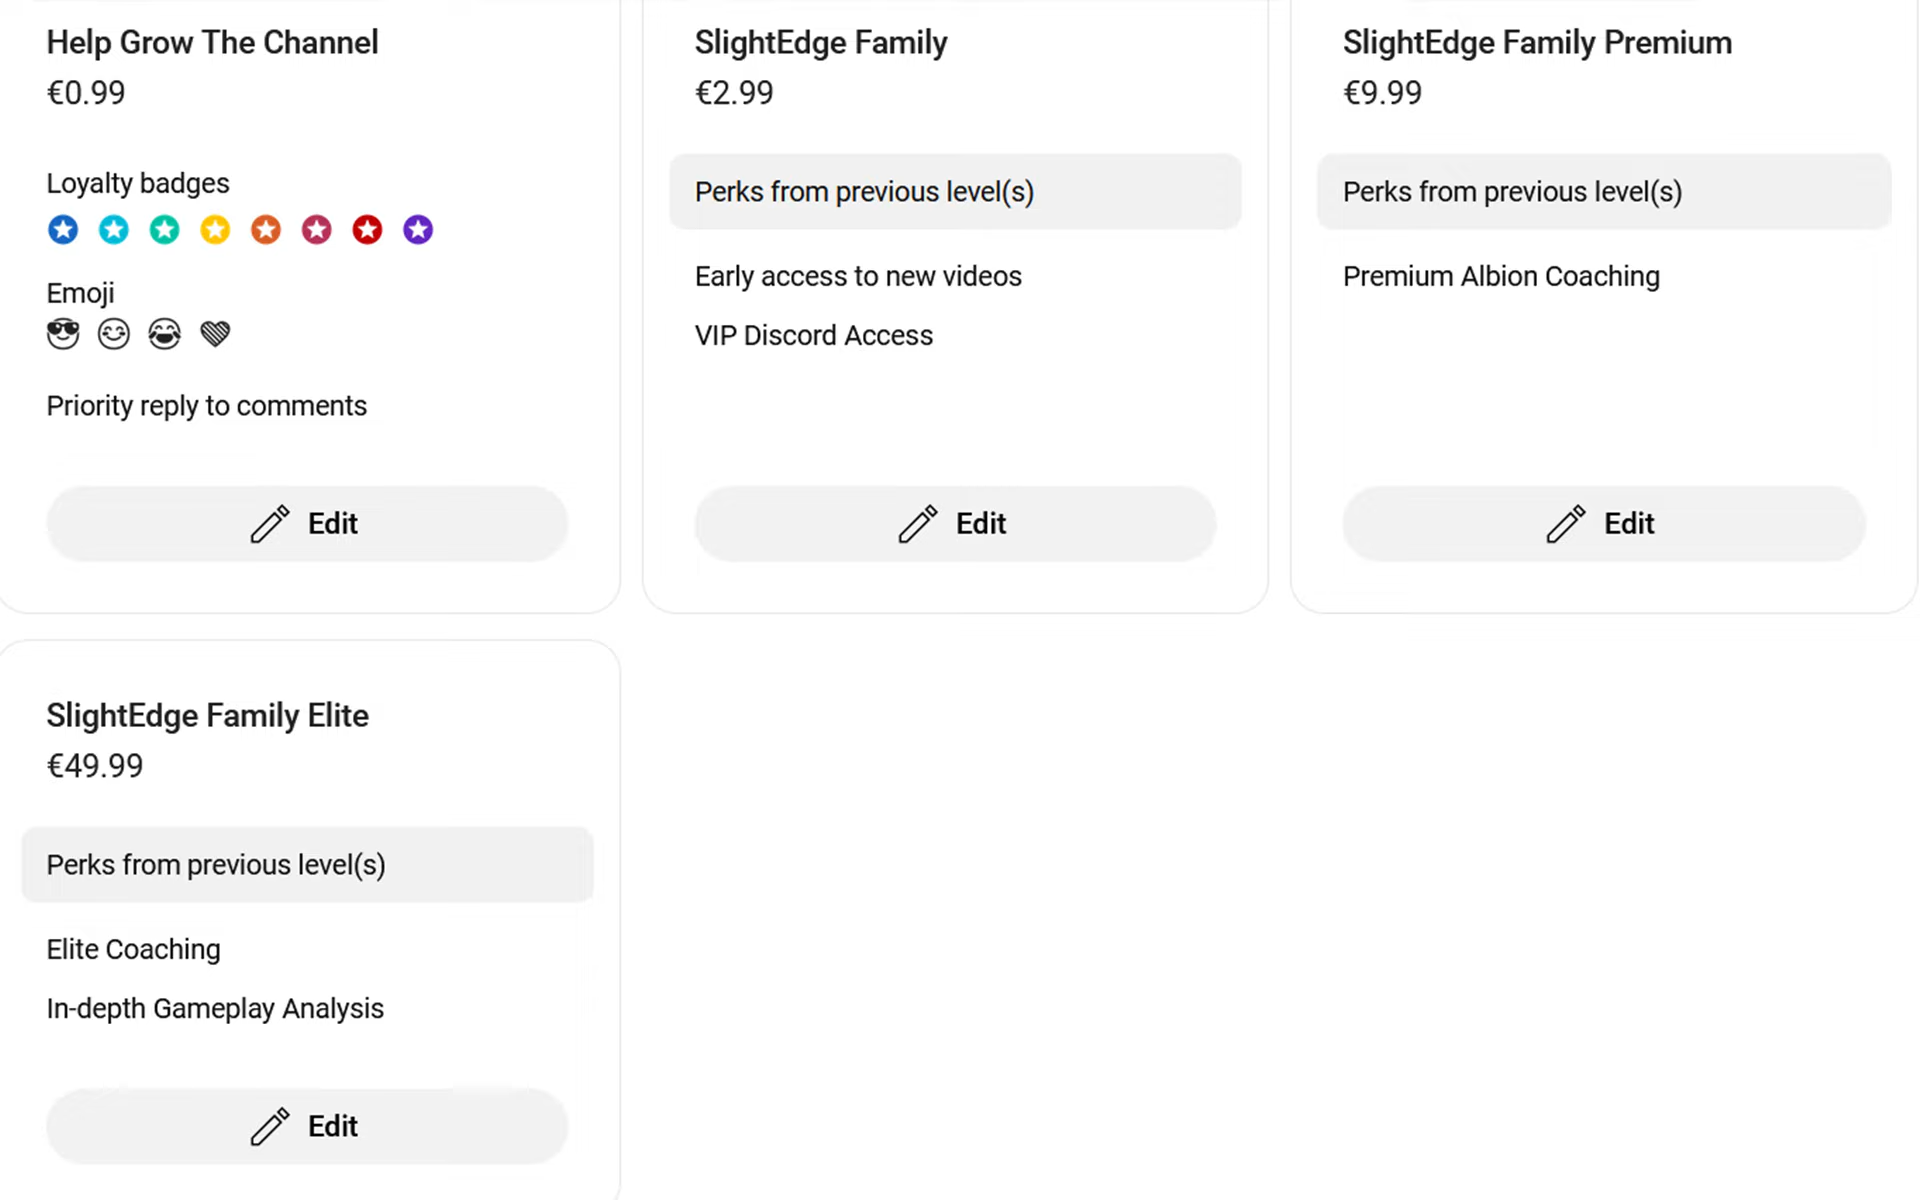 Help Grow The Channel
€0.99
Loyalty badges
Emoji
Priority reply to comments
Edit
SlightEdge Family
€2.99
Perks from previous level(s)
Early access to new videos
VIP Discord Access
Edit
SlightEdge Family Premium
€9.99
Perks from previous level(s)
Premium Albion Coaching
Edit
SlightEdge Family Elite
€49.99
Perks from previous level(s)
Elite Coaching
In-depth Gameplay Analysis
Edit